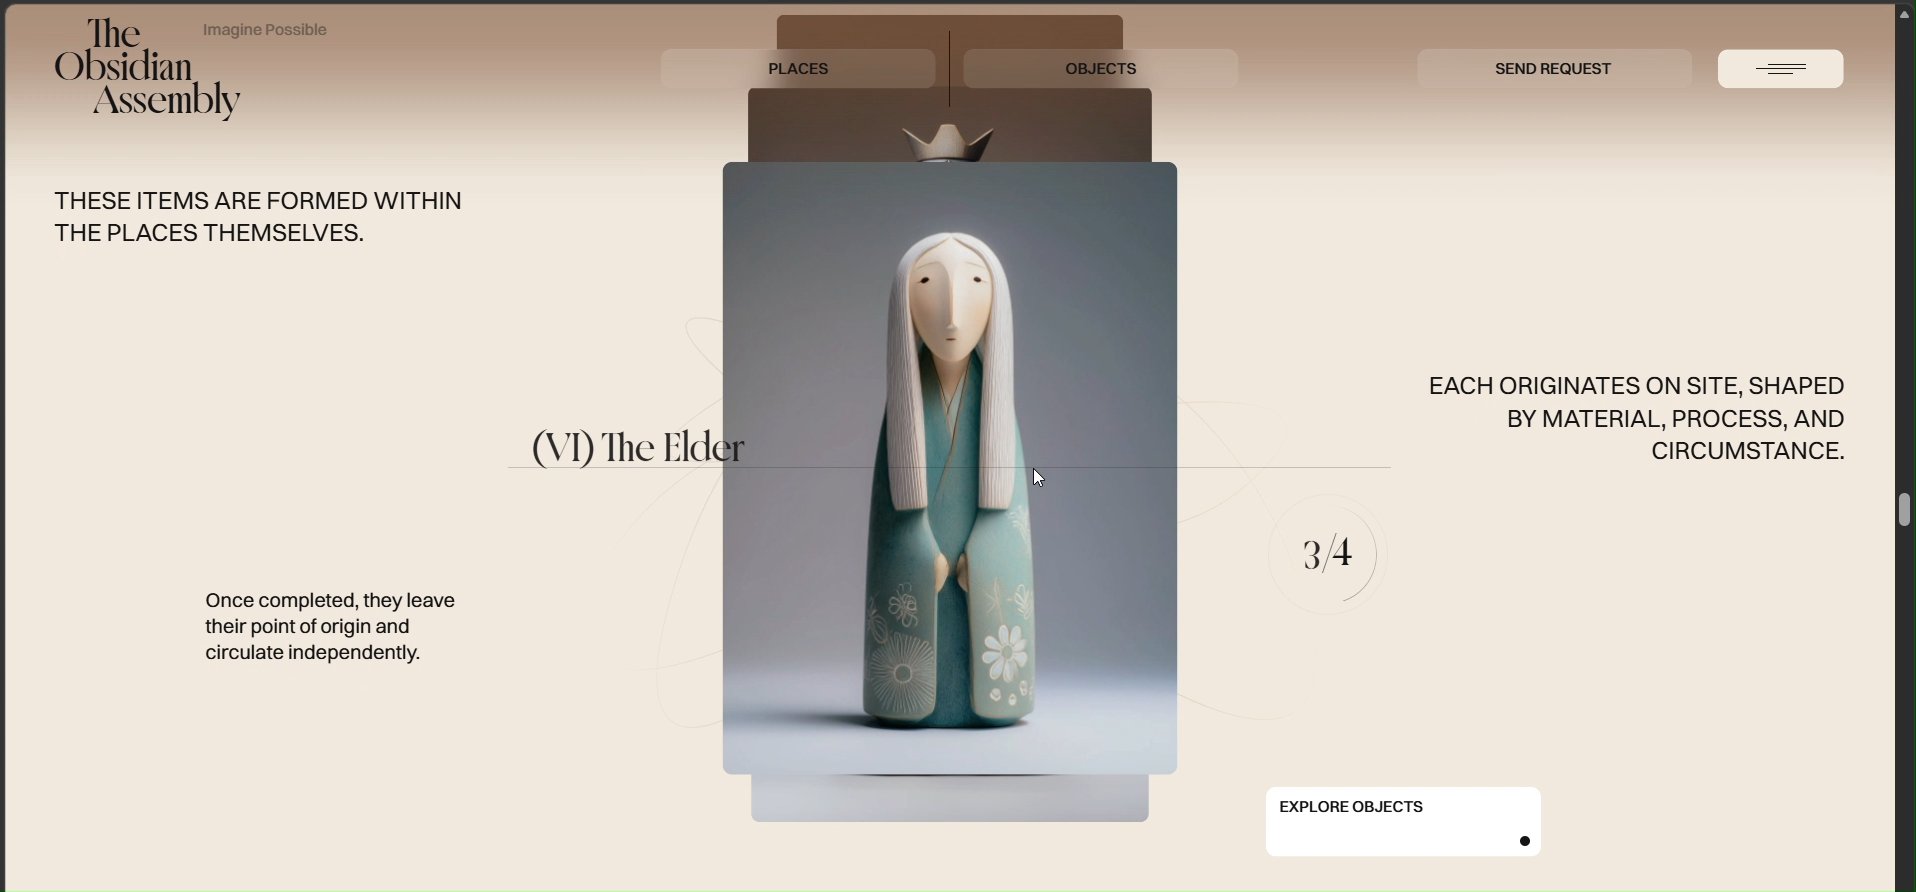 The
Obsidian
Assembly
Imagine Possible
PLACES
OBJECTS
SEND REQUEST
THESE ITEMS ARE FORMED WITHIN
THE PLACES THEMSELVES.
EACH ORIGINATES ON SITE, SHAPED
BY MATERIAL, PROCESS, AND
CIRCUMSTANCE.
(VI) The Elder
3/4
Once completed, they leave
their point of origin and
circulate independently.
EXPLORE OBJECTS